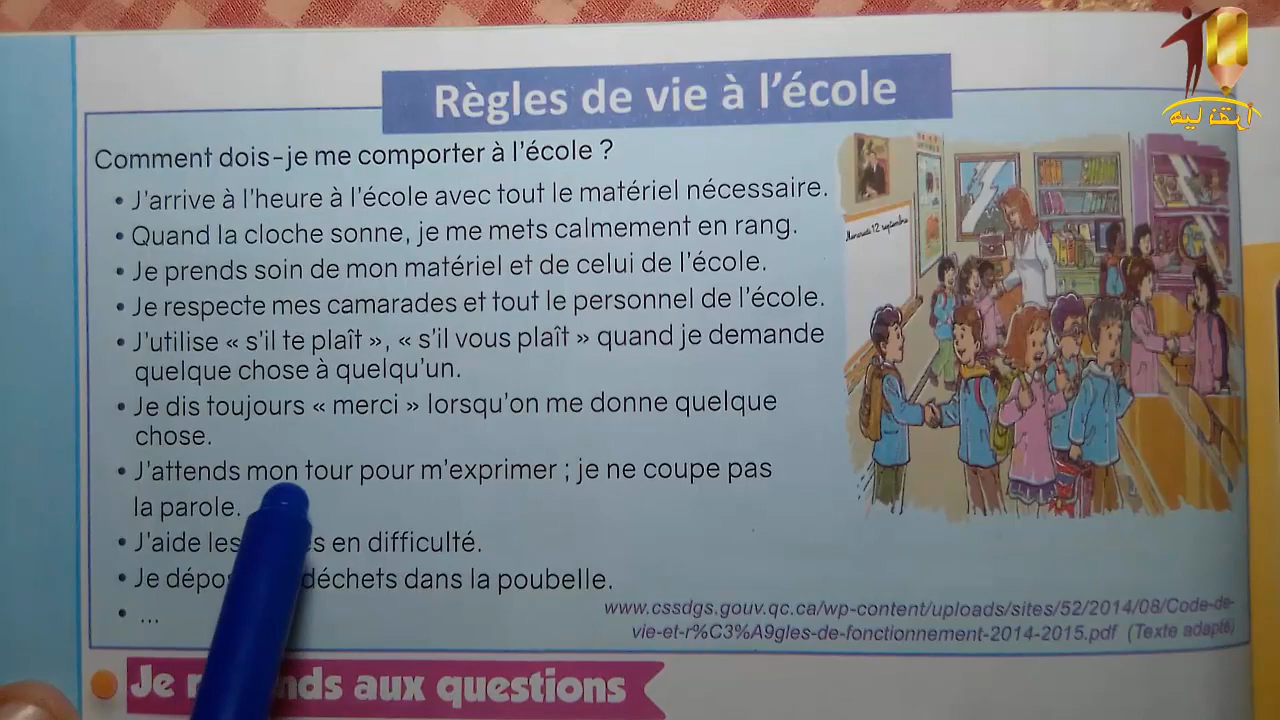 Règles de vie à l'école
أنقذ ليه
Comment dois-je me comporter à l'école ?
• J'arrive à l'heure à l'école avec tout le matériel nécessaire.
• Quand la cloche sonne, je me mets calmement en rang.
• Je prends soin de mon matériel et de celui de l'école.
• Je respecte mes camarades et tout le personnel de l'école.
• J'utilise « s'il te plaît », « s'il vous plaît » quand je demande
quelque chose à quelqu'un.
• Je dis toujours « merci » lorsqu'on me donne quelque
chose.
• J'attends mon tour pour m'exprimer ; je ne coupe pas
la parole.
• J'aide les en difficulté.
• Je déchets dans la poubelle.
• ...
Mercredi 12 septembre
www.cssdgs.gouv.qc.ca/wp-content/uploads/sites/52/2014/08/Code-de-
vie-et-r%C3%A9gles-de-fonctionnement-2014-2015.pdf (Texte adapté)
Je aux questions